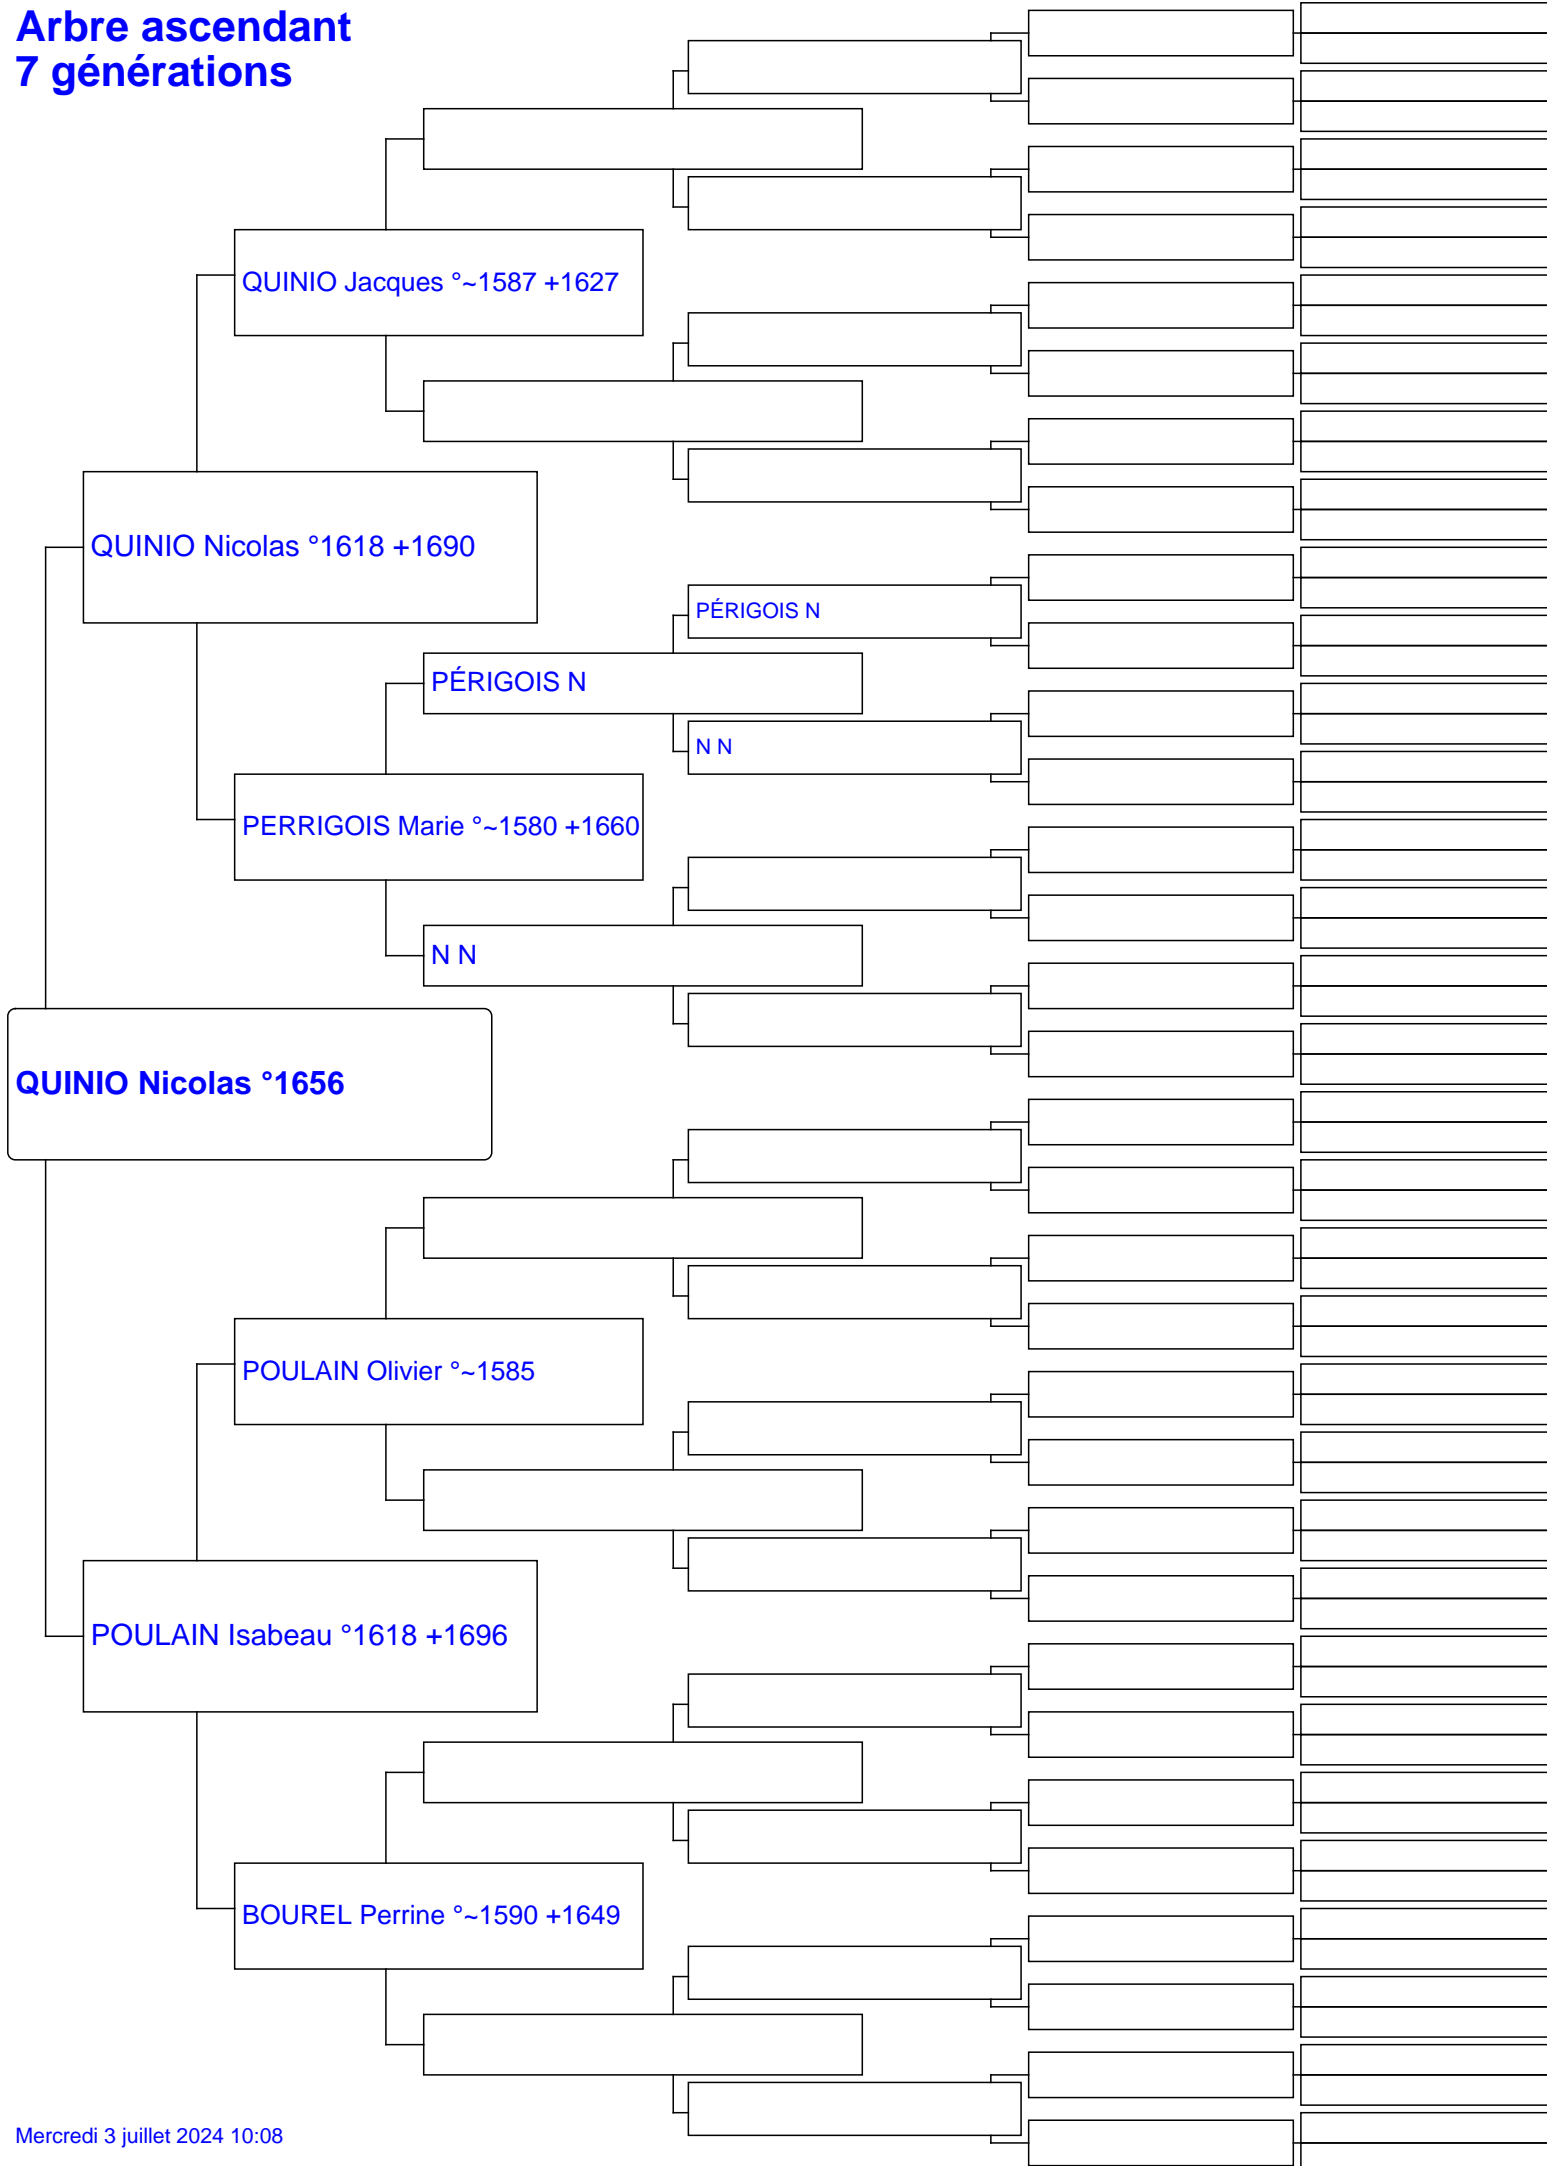 Arbre ascendant
7 générations
QUINIO Jacques °~1587 +1627
QUINIO Nicolas °1618 +1690
PÉRIGOIS N
PÉRIGOIS N
N N
PERRIGOIS Marie °~1580 +1660
N N
QUINIO Nicolas °1656
POULAIN Olivier °~1585
POULAIN Isabeau °1618 +1696
BOUREL Perrine °~1590 +1649
Mercredi 3 juillet 2024 10:08